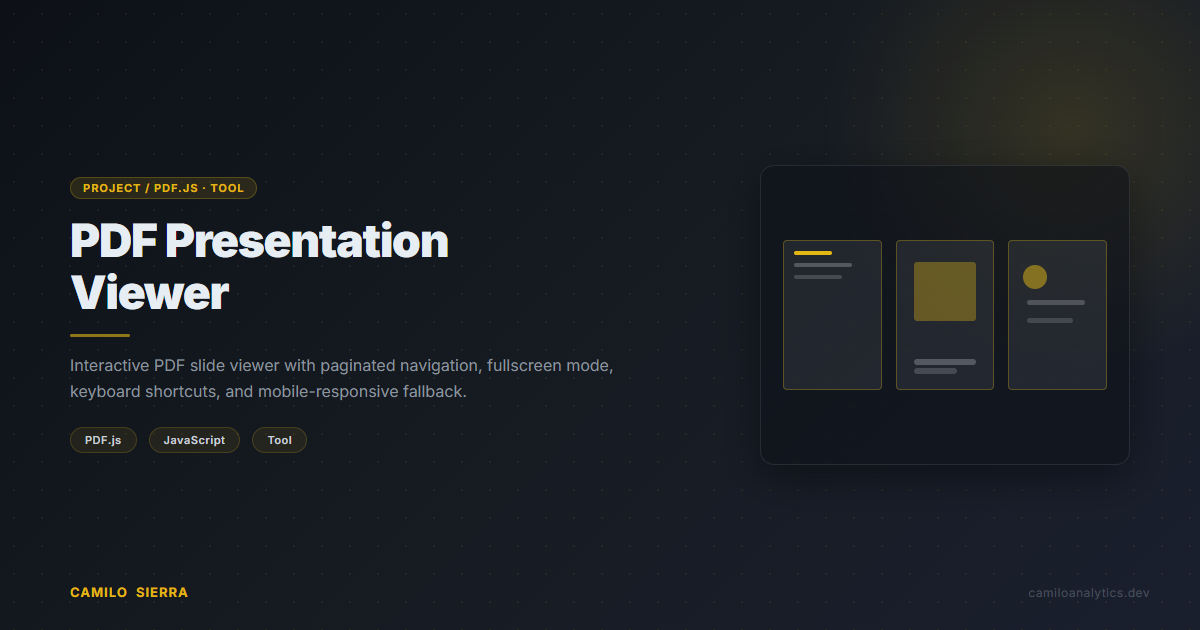 PROJECT / PDF.JS · TOOL
PDF Presentation
Viewer
Interactive PDF slide viewer with paginated navigation, fullscreen mode,
keyboard shortcuts, and mobile-responsive fallback.
PDF.js JavaScript Tool
CAMILO SIERRA
camiloanalytics.dev